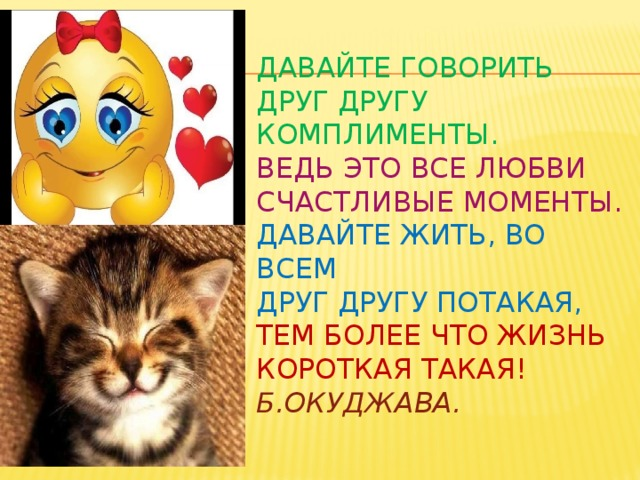 ДАВАЙТЕ ГОВОРИТЬ
ДРУГ ДРУГУ
КОМПЛИМЕНТЫ.
ВЕДЬ ЭТО ВСЕ ЛЮБВИ
СЧАСТЛИВЫЕ МОМЕНТЫ.
ДАВАЙТЕ ЖИТЬ, ВО
ВСЕМ
ДРУГ ДРУГУ ПОТАКАЯ,
ТЕМ БОЛЕЕ ЧТО ЖИЗНЬ
КОРОТКАЯ ТАКАЯ!
Б.ОКУДЖАВА.